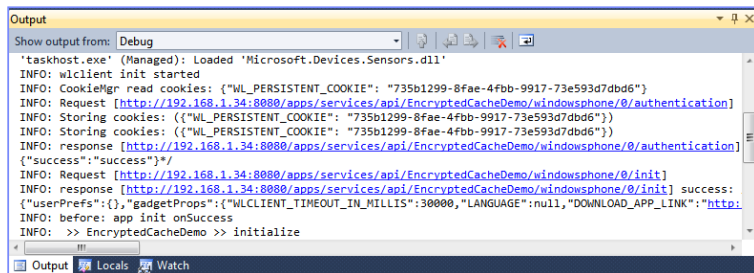 Output
Show output from: Debug
'taskhost.exe' (Managed): Loaded 'Microsoft.Devices.Sensors.dll'
INFO: wlclient init started
INFO: CookieMgr read cookies: {"WL_PERSISTENT_COOKIE": "735b1299-8fae-4fbb-9917-73e593d7dbd6"}
INFO: Request [http://192.168.1.34:8080/apps/services/api/EncryptedCacheDemo/windowsphone/0/authentication]
INFO: Storing cookies: ({"WL_PERSISTENT_COOKIE": "735b1299-8fae-4fbb-9917-73e593d7dbd6"})
INFO: Storing cookies: ({"WL_PERSISTENT_COOKIE": "735b1299-8fae-4fbb-9917-73e593d7dbd6"})
INFO: response [http://192.168.1.34:8080/apps/services/api/EncryptedCacheDemo/windowsphone/0/authentication]
{"success":"success"}*/
INFO: Request [http://192.168.1.34:8080/apps/services/api/EncryptedCacheDemo/windowsphone/0/init]
INFO: response [http://192.168.1.34:8080/apps/services/api/EncryptedCacheDemo/windowsphone/0/init] success:
{"userPrefs":{},"gadgetProps":{"WLCLIENT_TIMEOUT_IN_MILLIS":30000,"LANGUAGE":null,"DOWNLOAD_APP_LINK":"http:
INFO: before: app init onSuccess
INFO:  >> EncryptedCacheDemo >> initialize
Output Locals Watch